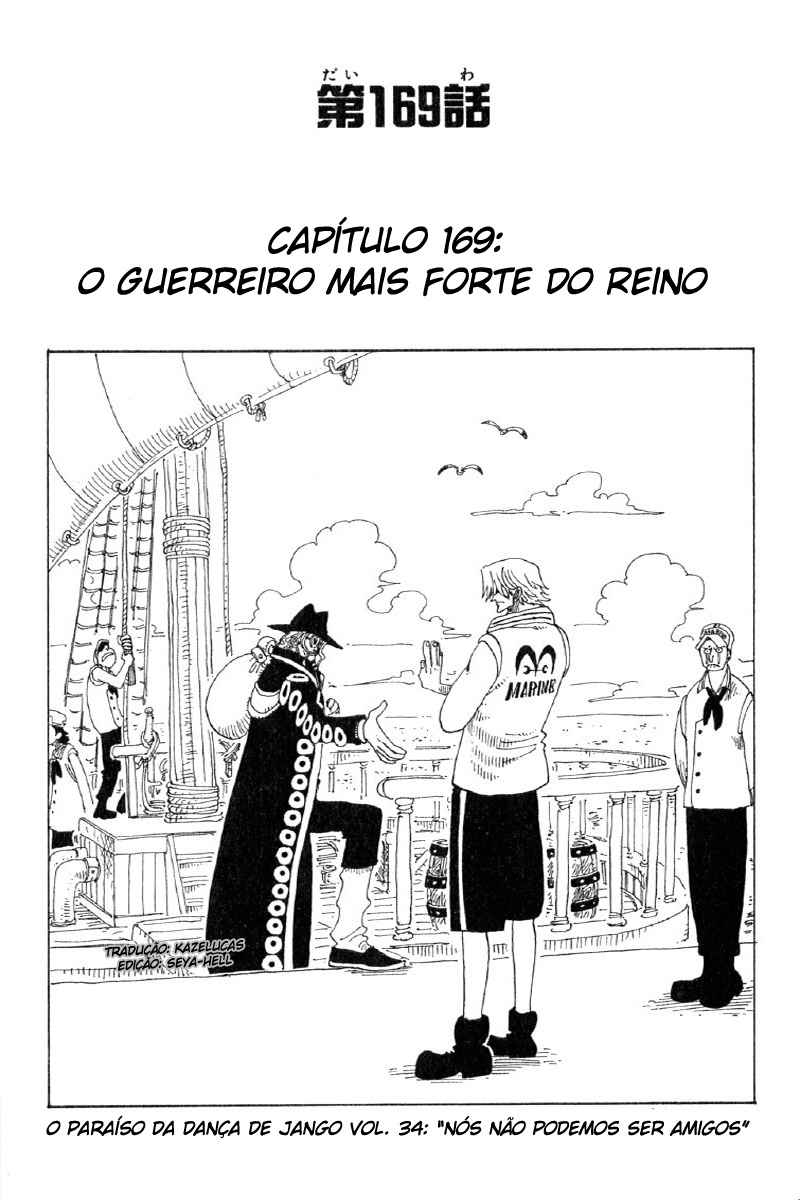 だい わ
第169話
CAPÍTULO 169:
O GUERREIRO MAIS FORTE DO REINO
MARINE
MARINE
TRADUÇÃO: KAZELUCAS
EDIÇÃO: SEYA-HELL
O PARAÍSO DA DANÇA DE JANGO VOL. 34: "NÓS NÃO PODEMOS SER AMIGOS"